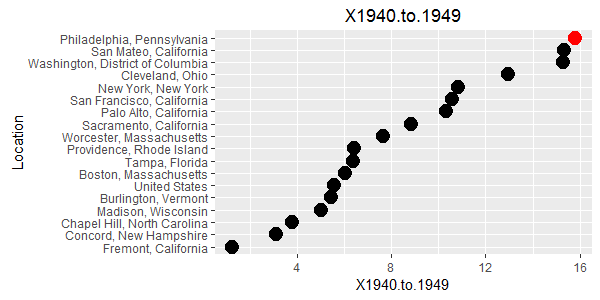 X1940.to.1949
Location
Philadelphia, Pennsylvania
San Mateo, California
Washington, District of Columbia
Cleveland, Ohio
New York, New York
San Francisco, California
Palo Alto, California
Sacramento, California
Worcester, Massachusetts
Providence, Rhode Island
Tampa, Florida
Boston, Massachusetts
United States
Burlington, Vermont
Madison, Wisconsin
Chapel Hill, North Carolina
Concord, New Hampshire
Fremont, California
4 8 12 16
X1940.to.1949